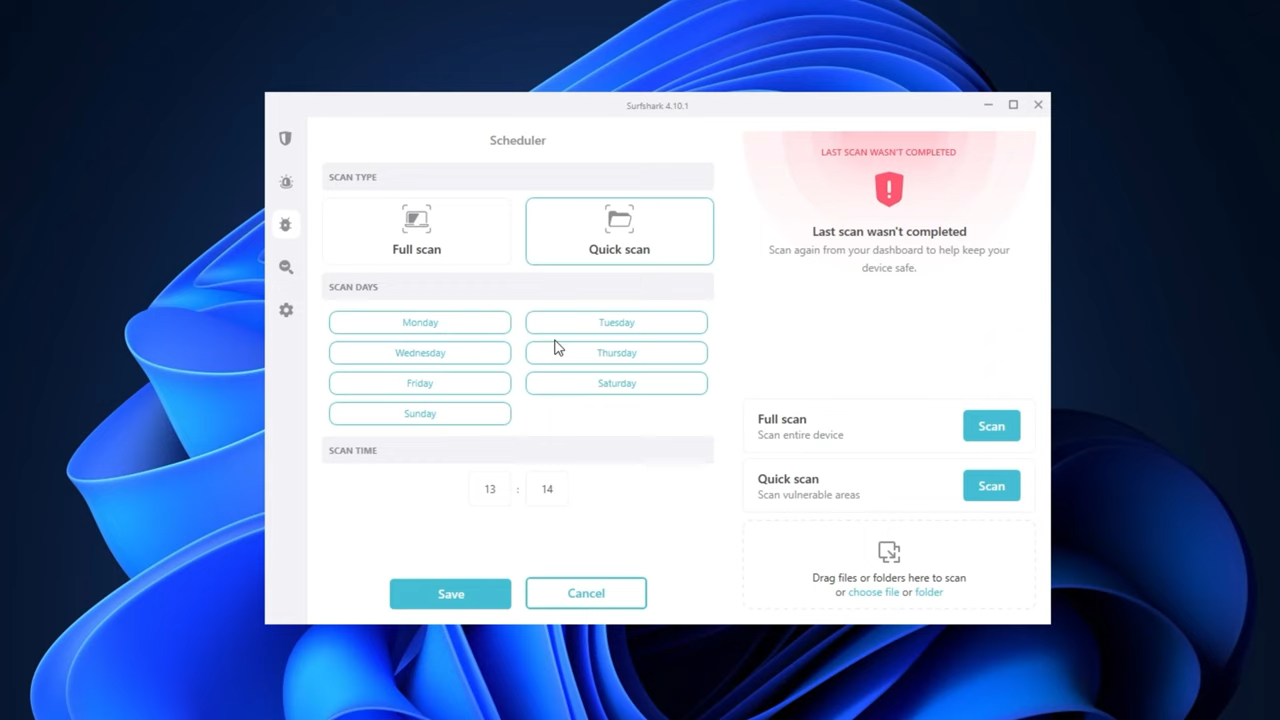 Surfshark 4.10.1
Scheduler
SCAN TYPE
Full scan
Quick scan
SCAN DAYS
Monday
Tuesday
Wednesday
Thursday
Friday
Saturday
Sunday
SCAN TIME
13 : 14
Save
Cancel
LAST SCAN WASN'T COMPLETED
Last scan wasn't completed
Scan again from your dashboard to help keep your
device safe.
Full scan
Scan entire device
Scan
Quick scan
Scan vulnerable areas
Scan
Drag files or folders here to scan
or choose file or folder